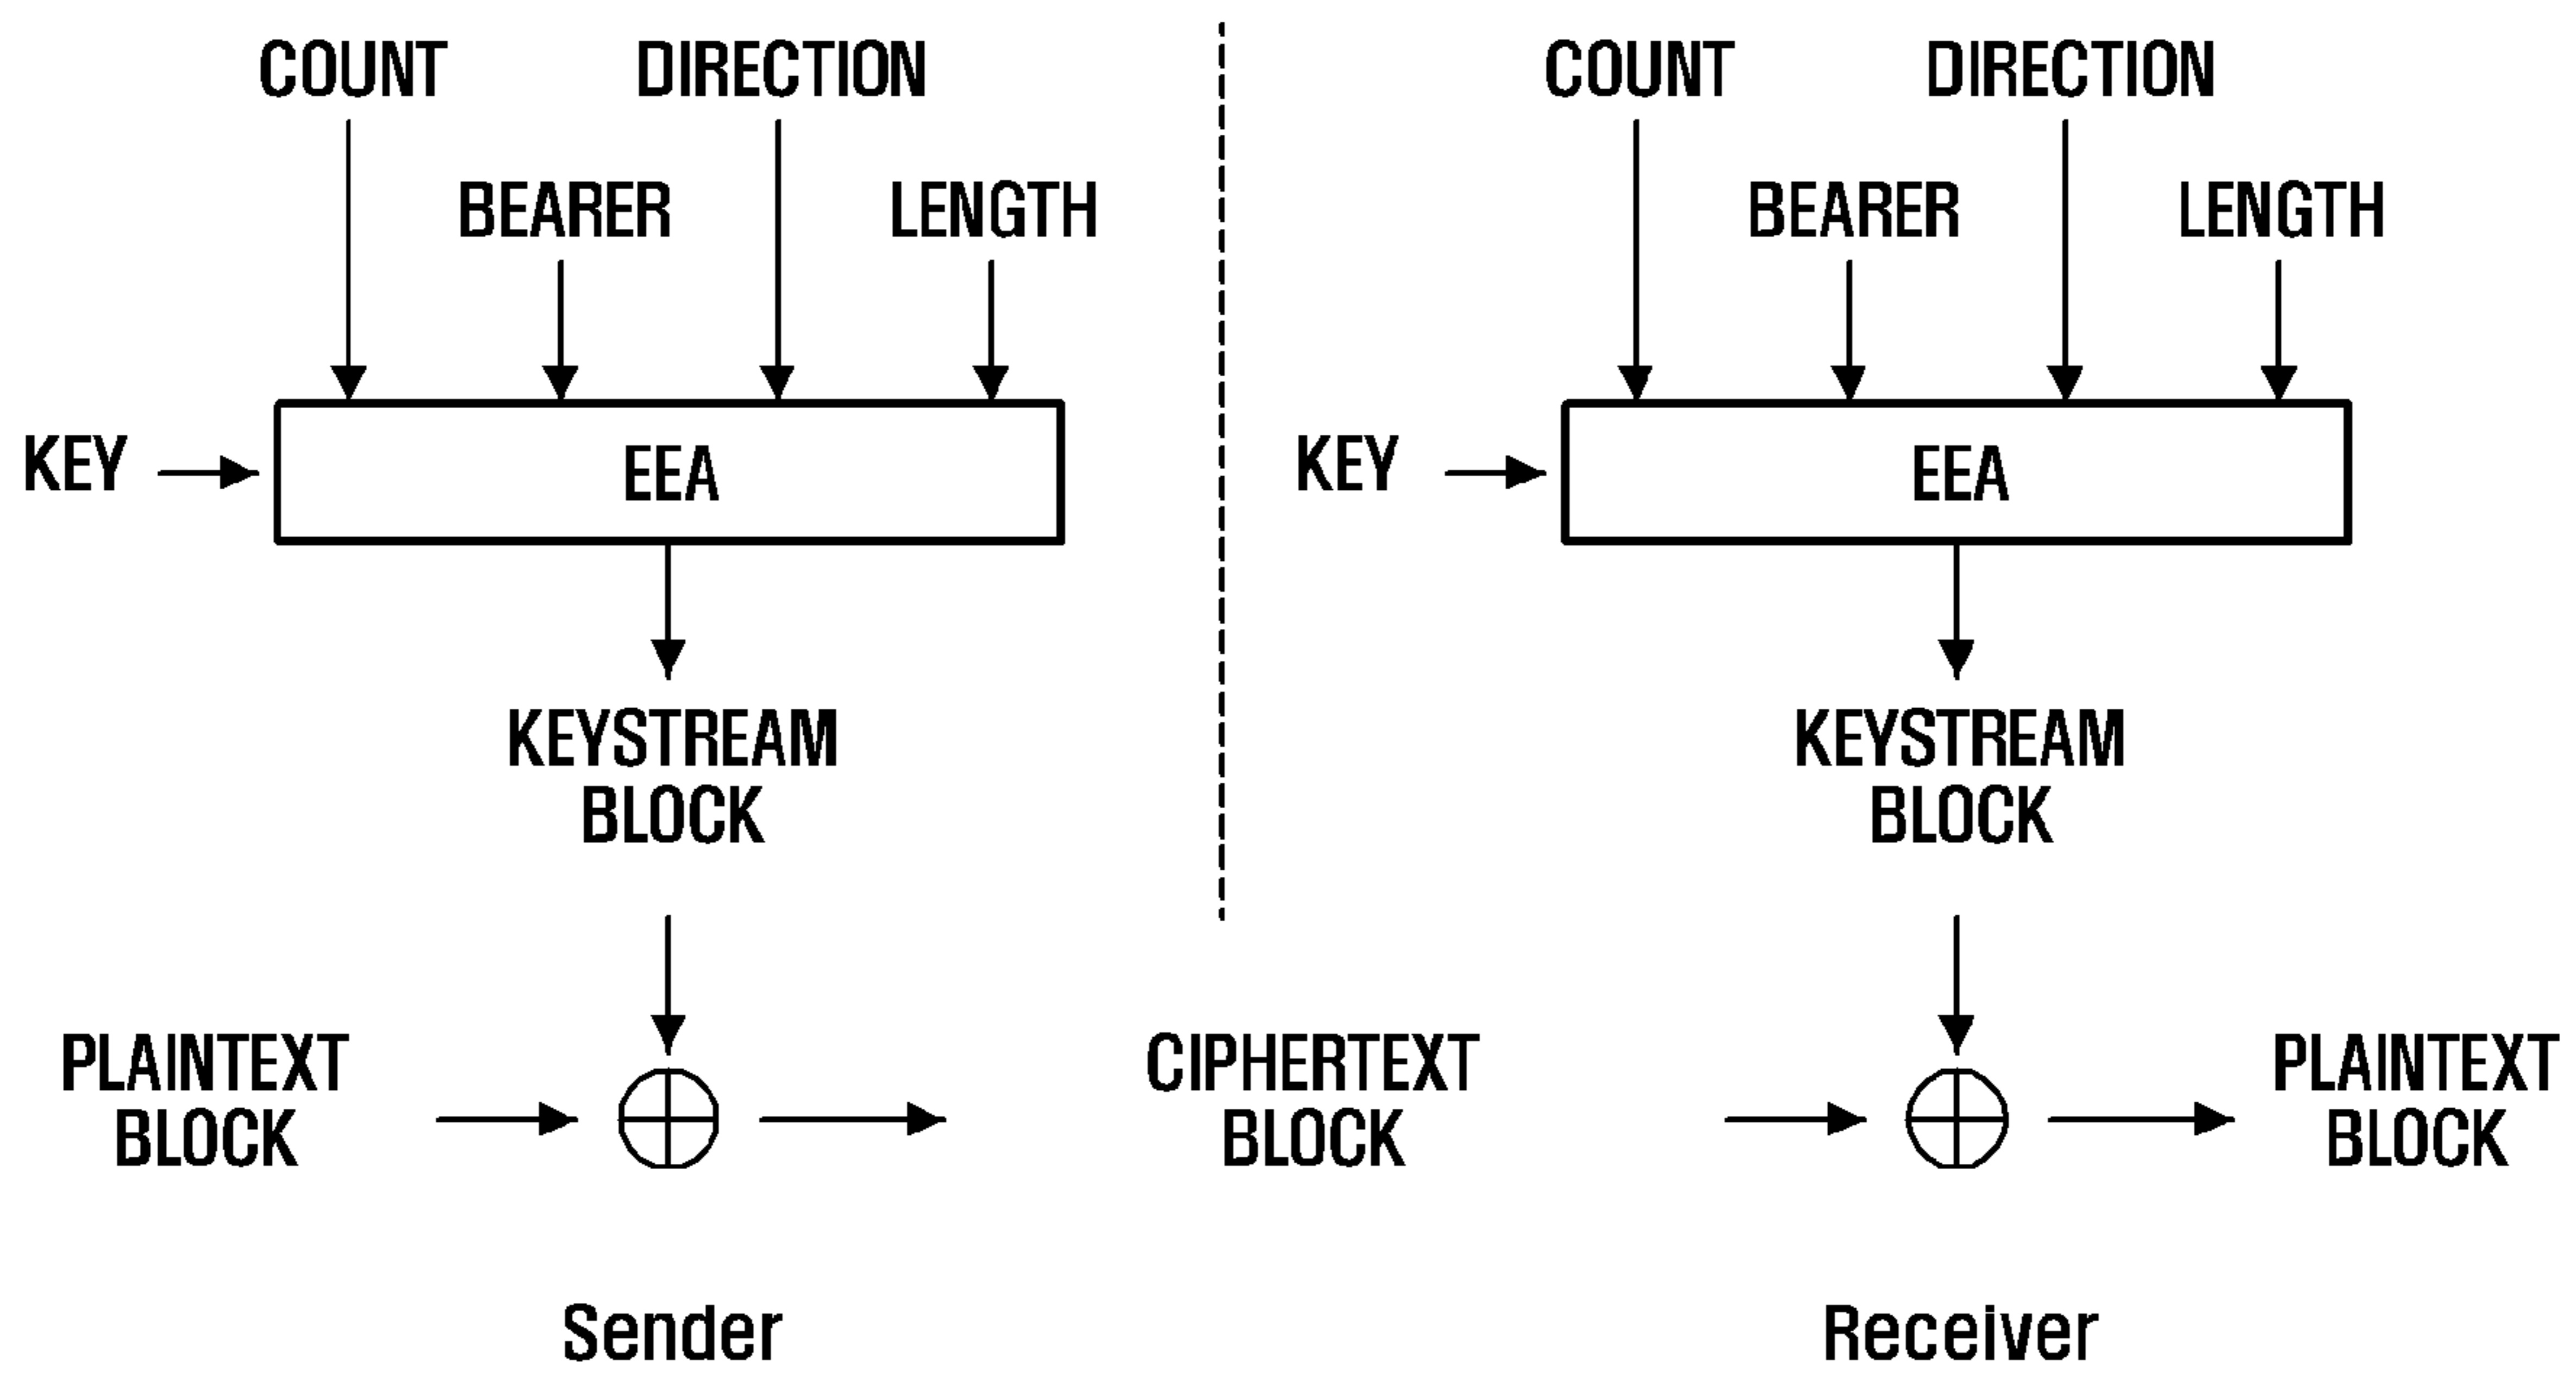 COUNT
DIRECTION
BEARER
LENGTH
KEY
EEA
KEYSTREAM
BLOCK
PLAINTEXT
BLOCK
Sender
CIPHERTEXT
BLOCK
COUNT
DIRECTION
BEARER
LENGTH
KEY
EEA
KEYSTREAM
BLOCK
PLAINTEXT
BLOCK
Receiver